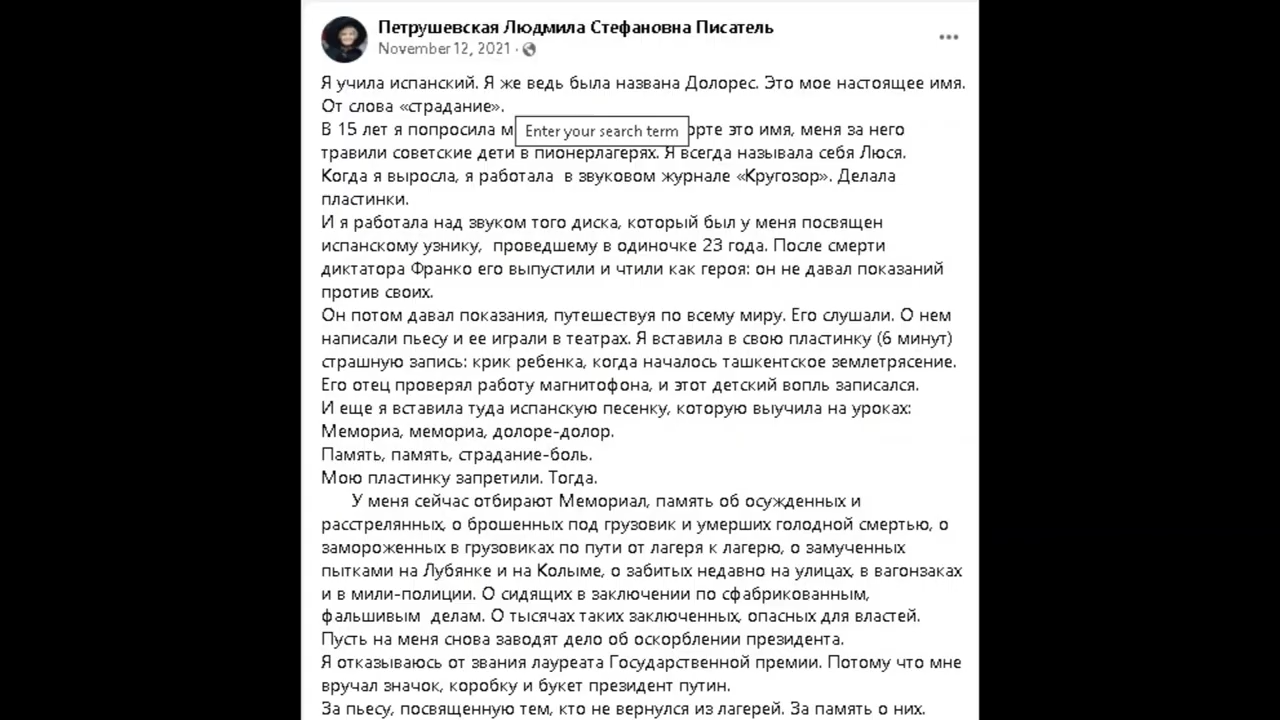 Петрушевская Людмила Стефановна Писатель
November 12, 2021 ·
Я учила испанский. Я же ведь была названа Долорес. Это мое настоящее имя.
От слова «страдание».
В 15 лет я попросила м орте это имя, меня за него
Enter your search term
травили советские дети в пионерлагерях. Я всегда называла себя Люся.
Когда я выросла, я работала в звуковом журнале «Кругозор». Делала
пластинки.
И я работала над звуком того диска, который был у меня посвящен
испанскому узнику, проведшему в одиночке 23 года. После смерти
диктатора Франко его выпустили и чтили как героя: он не давал показаний
против своих.
Он потом давал показания, путешествуя по всему миру. Его слушали. О нем
написали пьесу и ее играли в театрах. Я вставила в свою пластинку (6 минут)
страшную запись: крик ребенка, когда началось ташкентское землетрясение.
Его отец проверял работу магнитофона, и этот детский вопль записался.
И еще я вставила туда испанскую песенку, которую выучила на уроках:
Мемориа, мемориа, долоре-долор.
Память, память, страдание-боль.
Мою пластинку запретили. Тогда.
У меня сейчас отбирают Мемориал, память об осужденных и
расстрелянных, о брошенных под грузовик и умерших голодной смертью, о
замороженных в грузовиках по пути от лагеря к лагерю, о замученных
пытками на Лубянке и на Колыме, о забитых недавно на улицах, в вагонзаках
и в мили-полиции. О сидящих в заключении по сфабрикованным,
фальшивым делам. О тысячах таких заключенных, опасных для властей.
Пусть на меня снова заводят дело об оскорблении президента.
Я отказываюсь от звания лауреата Государственной премии. Потому что мне
вручал значок, коробку и букет президент путин.
За пьесу, посвященную тем, кто не вернулся из лагерей. За память о них.